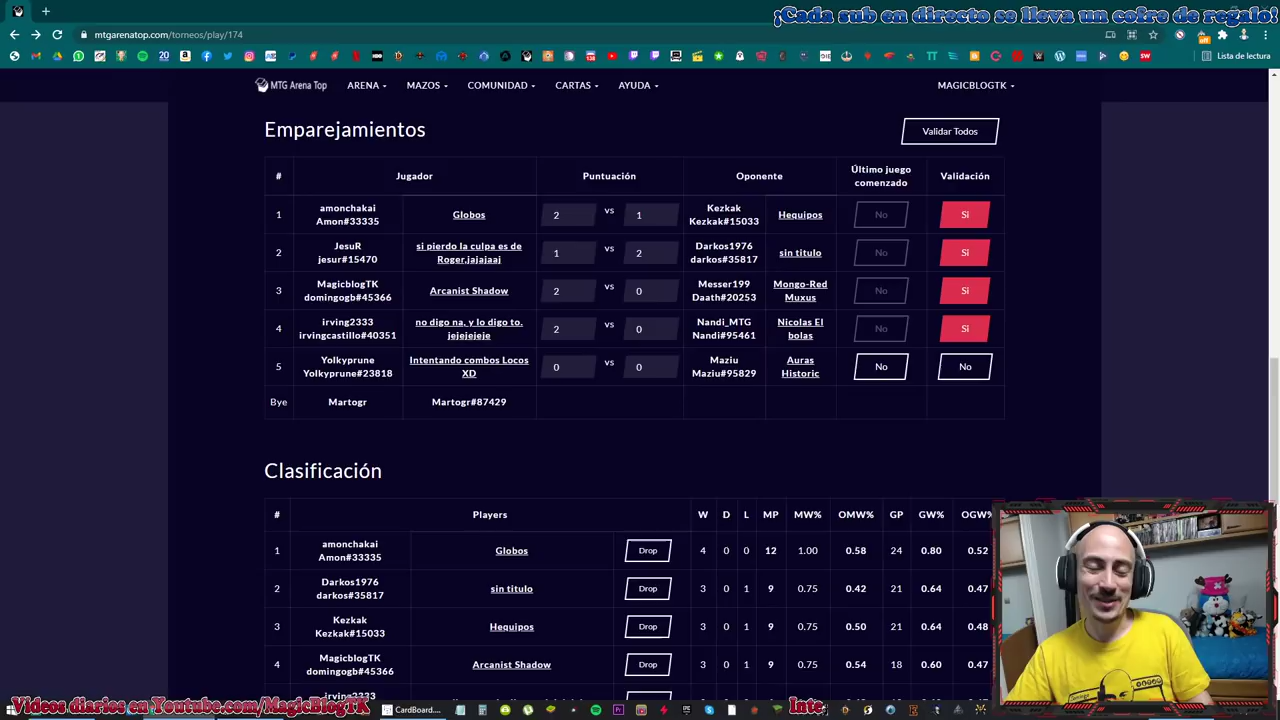 ¡Cada sub en directo se lleva un cofre de regalo!
mtgarenatop.com/torneos/play/174
Lista de lectura
MTG Arena Top ARENA MAZOS COMUNIDAD CARTAS AYUDA MAGICBLOGTK
Emparejamientos
Validar Todos
# Jugador Puntuación Oponente Último juego comenzado Validación
1 amonchakai Amon#33335 Globos 2 vs 1 Kezkak Kezkak#15033 Hequipos No Si
2 JesuR jesur#15470 si pierdo la culpa es de Roger,jajajaaj 1 vs 2 Darkos1976 darkos#35817 sin titulo No Si
3 MagicblogTK domingogb#45366 Arcanist Shadow 2 vs 0 Messer199 Daath#20253 Mongo-Red Muxus No Si
4 irving2333 irvingcastillo#40351 no digo na, y lo digo to. jejejejeje 2 vs 0 Nandi_MTG Nandi#95461 Nicolas El bolas No Si
5 Yolkyprune Yolkyprune#23818 Intentando combos Locos XD 0 vs 0 Maziu Maziu#95829 Auras Historic No No
Bye Martogr Martogr#87429
Clasificación
# Players W D L MP MW% OMW% GP GW% OGW%
1 amonchakai Amon#33335 Globos Drop 4 0 0 12 1.00 0.58 24 0.80 0.52
2 Darkos1976 darkos#35817 sin titulo Drop 3 0 1 9 0.75 0.42 21 0.64 0.47
3 Kezkak Kezkak#15033 Hequipos Drop 3 0 1 9 0.75 0.50 21 0.64 0.48
4 MagicblogTK domingogb#45366 Arcanist Shadow Drop 3 0 1 9 0.75 0.54 18 0.60 0.47
irving2333
Videos diarios en Youtube.com/MagicBlogTK
CardBoard...
Inte